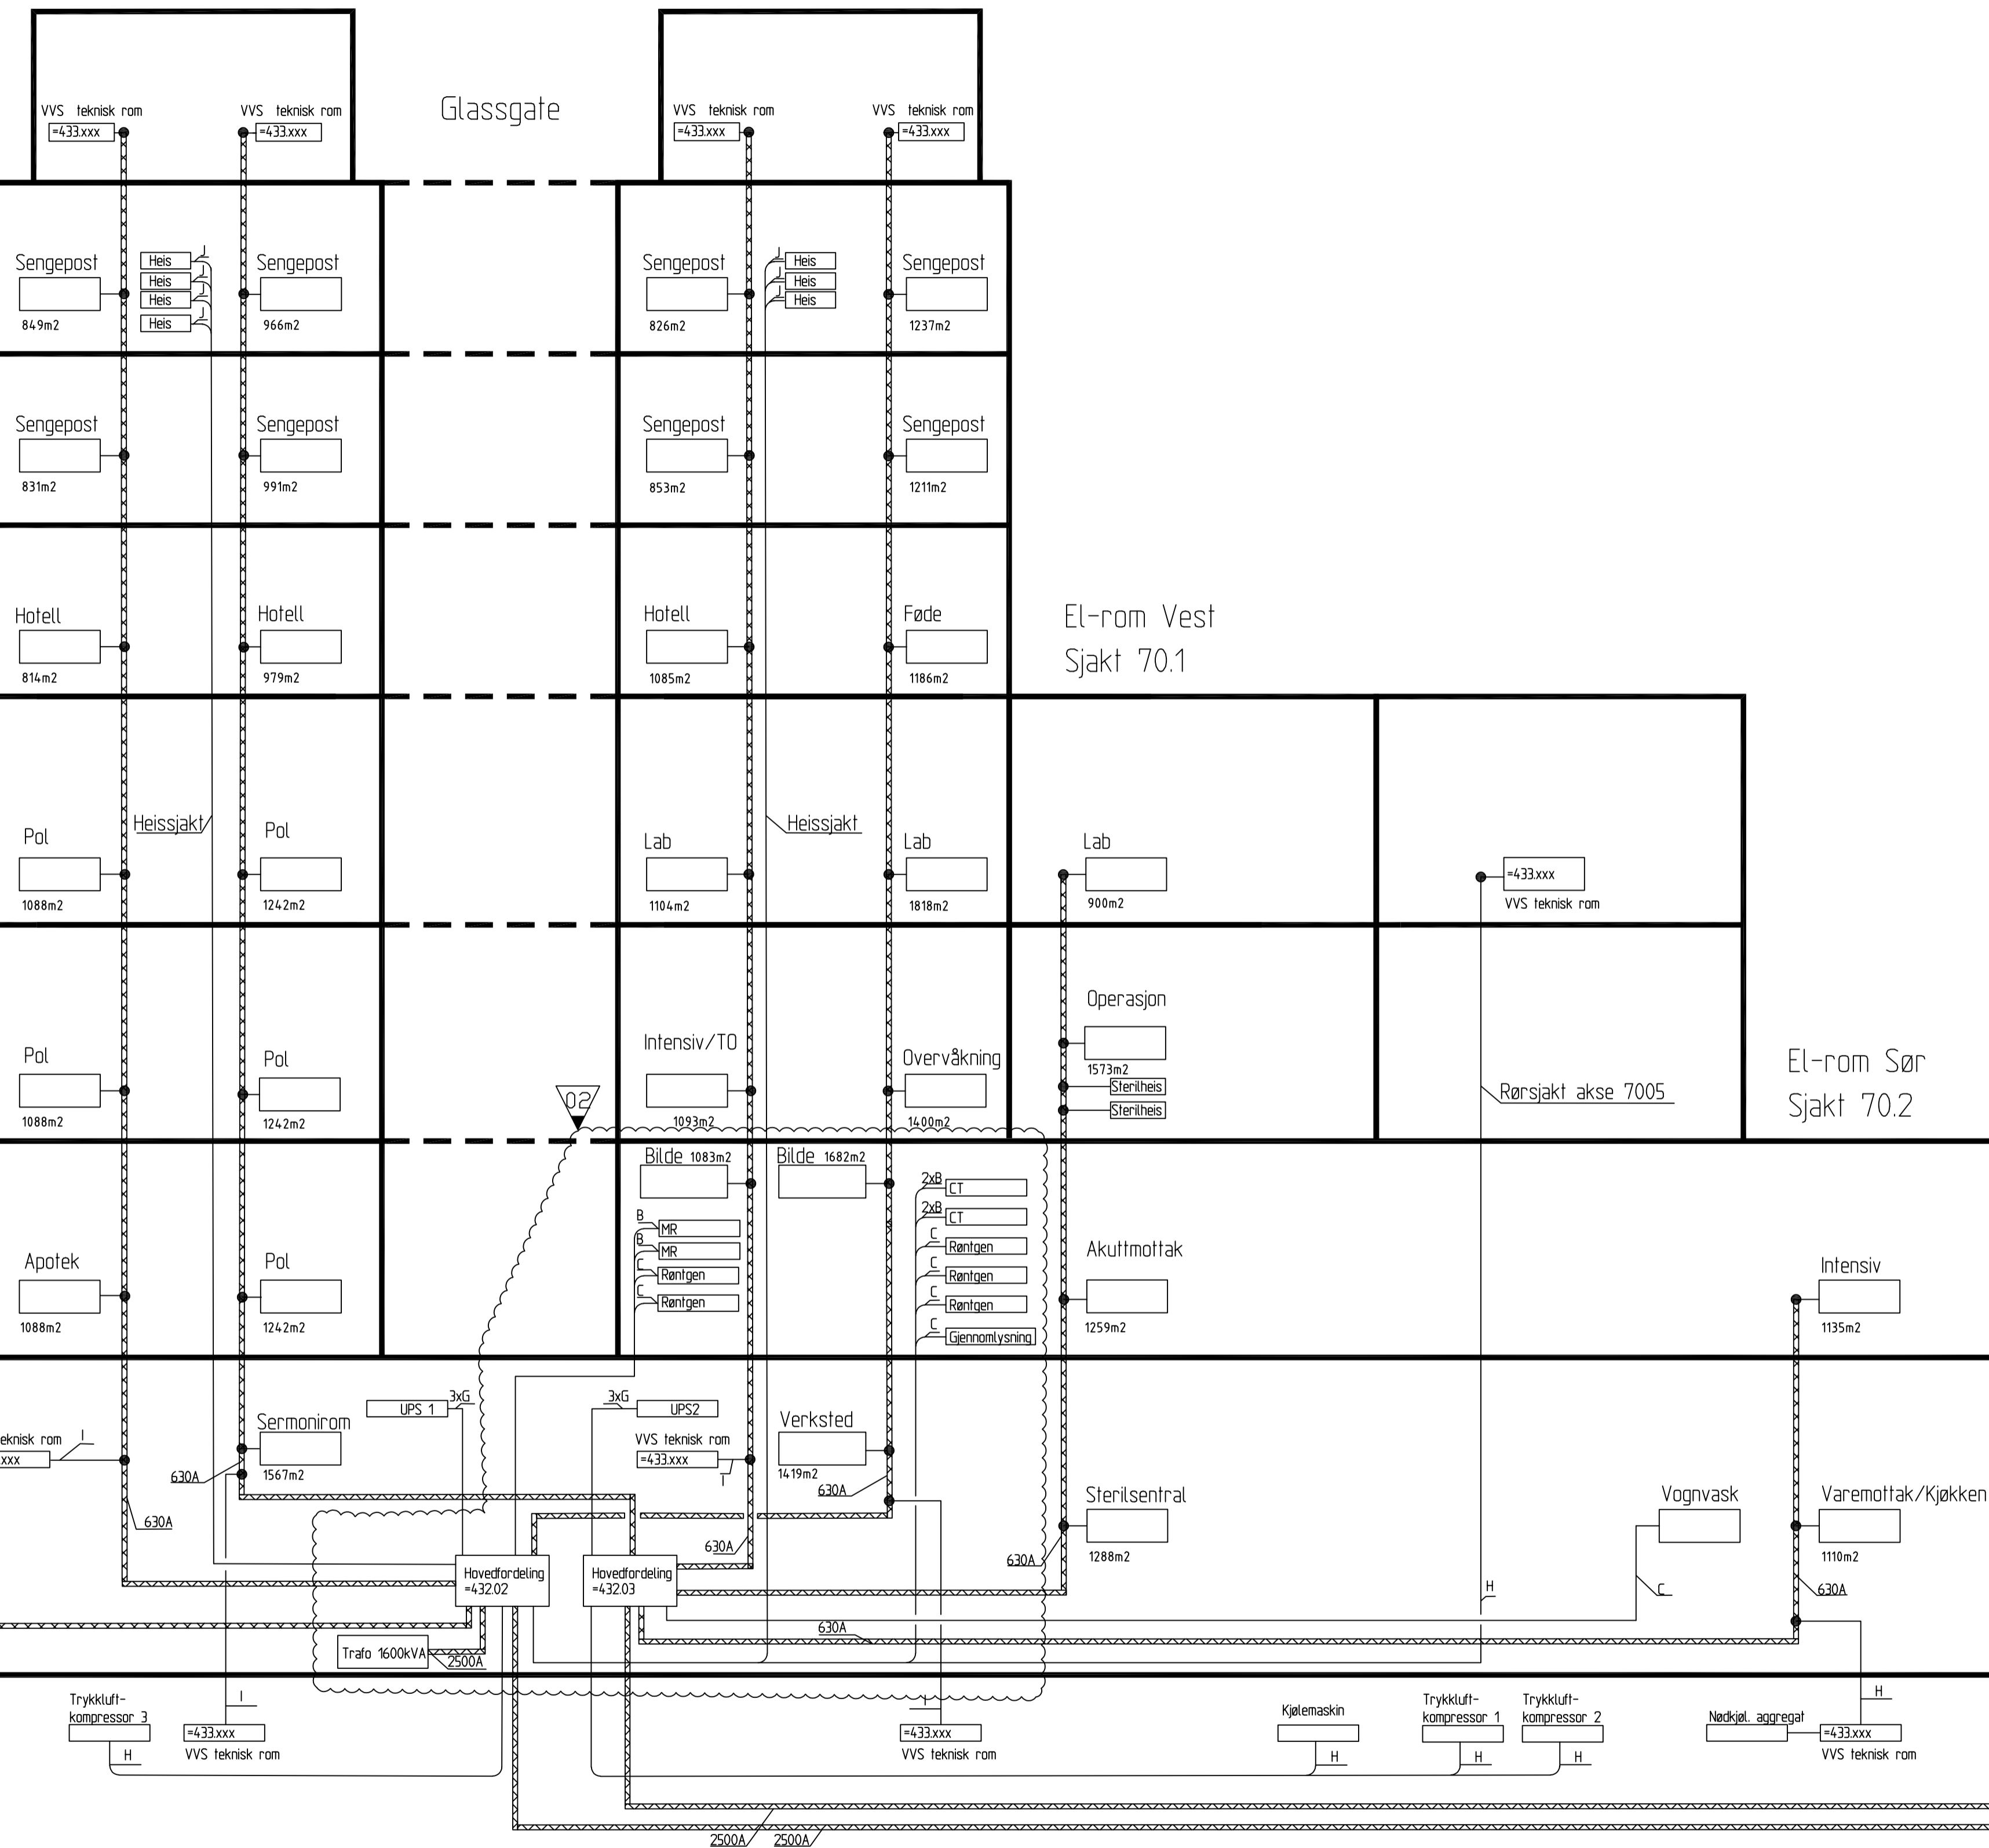 Glassgate
VVS teknisk rom
=433.xxx
VVS teknisk rom
=433.xxx
VVS teknisk rom
=433.xxx
VVS teknisk rom
=433.xxx
Sengepost
849m2
Heis
J
Heis
J
Heis
J
Heis
J
Sengepost
966m2
Sengepost
826m2
J
Heis
J
Heis
J
Heis
Sengepost
1237m2
Sengepost
831m2
Sengepost
991m2
Sengepost
853m2
Sengepost
1211m2
Hotell
814m2
Hotell
979m2
Hotell
1085m2
Føde
1186m2
El-rom Vest
Sjakt 70.1
Pol
1088m2
Heissjakt
Pol
1242m2
Lab
1104m2
Heissjakt
Lab
1818m2
Lab
900m2
=433.xxx
VVS teknisk rom
Pol
1088m2
Pol
1242m2
02
Intensiv/TO
1093m2
Overvåkning
1400m2
Operasjon
1573m2
Sterilheis
Sterilheis
Rørsjakt akse 7005
El-rom Sør
Sjakt 70.2
Apotek
1088m2
Pol
1242m2
Bilde 1083m2
Bilde 1682m2
B
MR
B
MR
C
Røntgen
C
Røntgen
2xB
CT
2xB
CT
C
Røntgen
C
Røntgen
C
Røntgen
C
Gjennomlysning
Akuttmottak
1259m2
Intensiv
1135m2
eknisk rom
xxx
I
630A
630A
Sermonirom
1567m2
UPS 1
3xG
3xG
UPS2
VVS teknisk rom
=433.xxx
I
Verksted
1419m2
630A
630A
Sterilsentral
1288m2
630A
Vognvask
C
Varemottak/Kjøkken
1110m2
630A
H
Hovedfordeling
=432.02
Hovedfordeling
=432.03
630A
Trafo 1600kVA
2500A
Trykkluft-
kompressor 3
H
I
=433.xxx
VVS teknisk rom
I
=433.xxx
VVS teknisk rom
Kjølemaskin
H
Trykkluft-
kompressor 1
H
Trykkluft-
kompressor 2
H
Nødkjøl. aggregat
H
=433.xxx
VVS teknisk rom
2500A
2500A